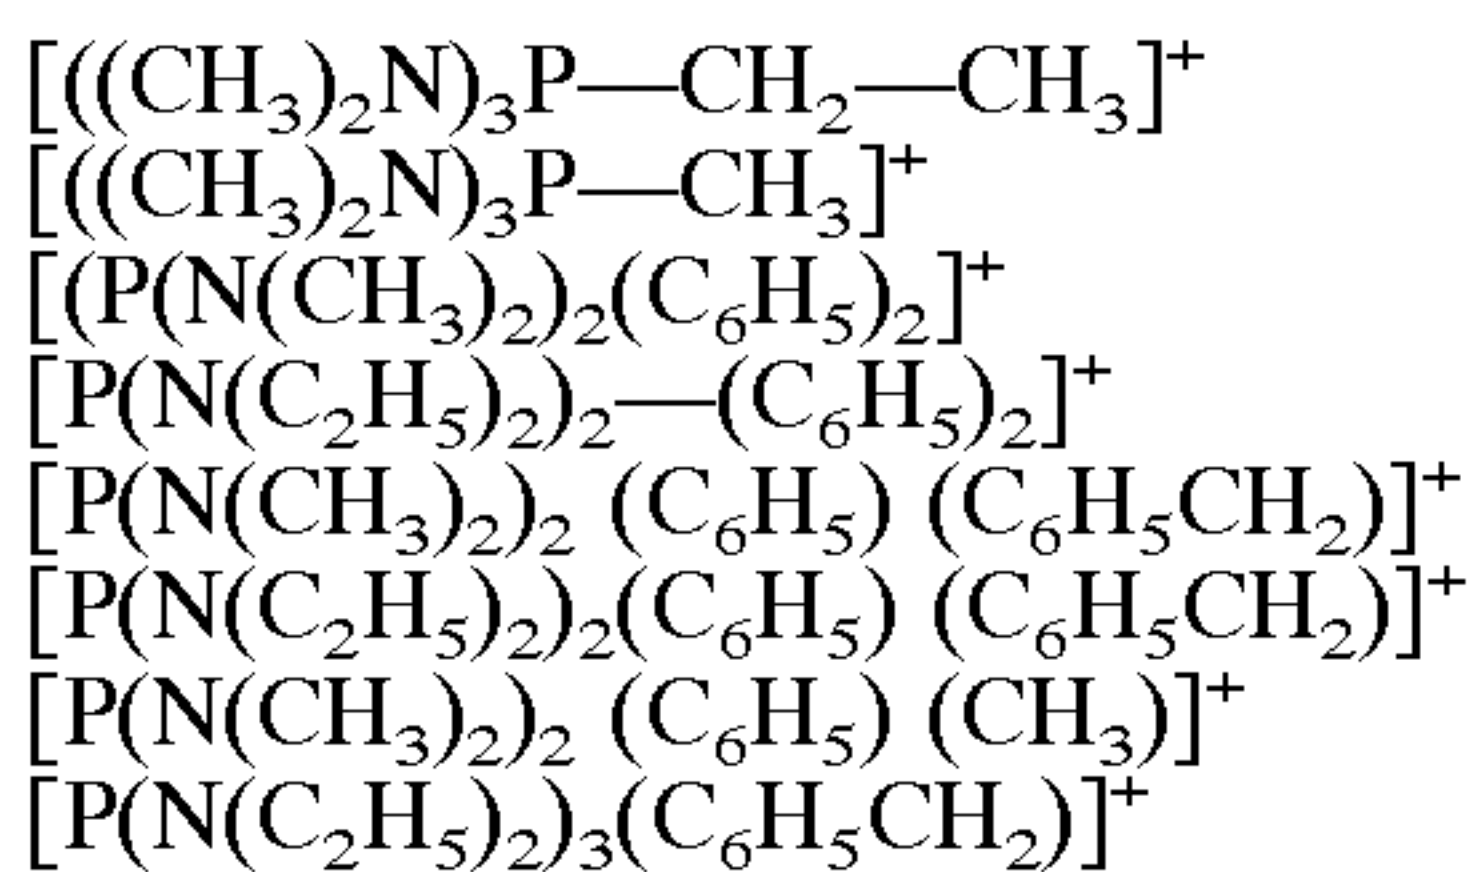 [((CH₃)₂N)₃P—CH₂—CH₃]⁺
[((CH₃)₂N)₃P—CH₃]⁺
[(P(N(CH₃)₂)₂(C₆H₅)₂]⁺
[P(N(C₂H₅)₂)₂—(C₆H₅)₂]⁺
[P(N(CH₃)₂)₂ (C₆H₅) (C₆H₅CH₂)]⁺
[P(N(C₂H₅)₂)₂(C₆H₅) (C₆H₅CH₂)]⁺
[P(N(CH₃)₂)₂ (C₆H₅) (CH₃)]⁺
[P(N(C₂H₅)₂)₃(C₆H₅CH₂)]⁺